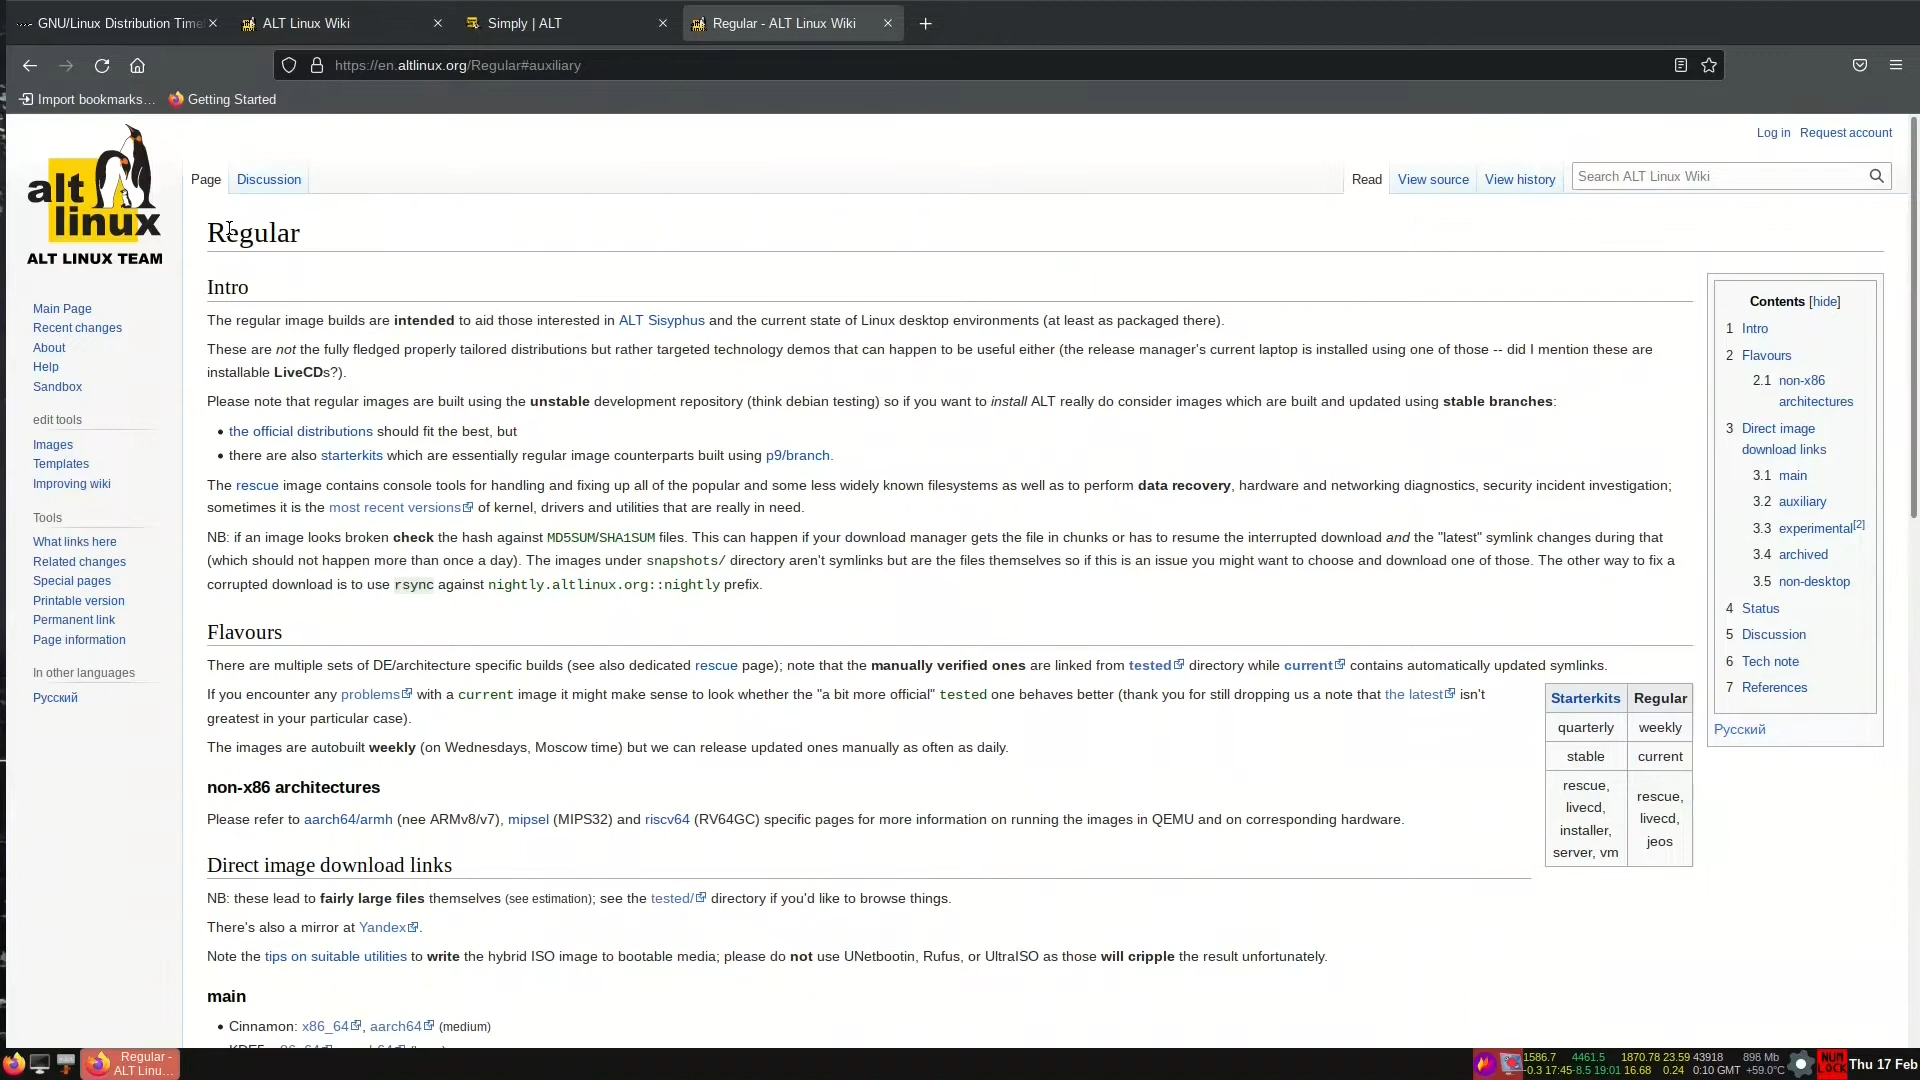 GNU/Linux Distribution Time
ALT Linux Wiki
Simply | ALT
Regular - ALT Linux Wiki
https://en.altlinux.org/Regular#auxiliary
Import bookmarks...
Getting Started
Log in
Request account
Page
Discussion
Read
View source
View history
Search ALT Linux Wiki
alt
linux
ALT LINUX TEAM
Main Page
Recent changes
About
Help
Sandbox
edit tools
Images
Templates
Improving wiki
Tools
What links here
Related changes
Special pages
Printable version
Permanent link
Page information
In other languages
Русский
Regular
Intro
The regular image builds are intended to aid those interested in ALT Sisyphus and the current state of Linux desktop environments (at least as packaged there).
These are not the fully fledged properly tailored distributions but rather targeted technology demos that can happen to be useful either (the release manager's current laptop is installed using one of those -- did I mention these are
installable LiveCDs?).
Please note that regular images are built using the unstable development repository (think debian testing) so if you want to install ALT really do consider images which are built and updated using stable branches:
• the official distributions should fit the best, but
• there are also starterkits which are essentially regular image counterparts built using p9/branch.
The rescue image contains console tools for handling and fixing up all of the popular and some less widely known filesystems as well as to perform data recovery, hardware and networking diagnostics, security incident investigation;
sometimes it is the most recent versions of kernel, drivers and utilities that are really in need.
NB: if an image looks broken check the hash against MD5SUM/SHA1SUM files. This can happen if your download manager gets the file in chunks or has to resume the interrupted download and the "latest" symlink changes during that
(which should not happen more than once a day). The images under snapshots/ directory aren't symlinks but are the files themselves so if this is an issue you might want to choose and download one of those. The other way to fix a
corrupted download is to use rsync against nightly.altlinux.org::nightly prefix.
Flavours
There are multiple sets of DE/architecture specific builds (see also dedicated rescue page); note that the manually verified ones are linked from tested directory while current contains automatically updated symlinks.
If you encounter any problems with a current image it might make sense to look whether the "a bit more official" tested one behaves better (thank you for still dropping us a note that the latest isn't
greatest in your particular case).
The images are autobuilt weekly (on Wednesdays, Moscow time) but we can release updated ones manually as often as daily.
Starterkits Regular
quarterly weekly
stable current
rescue,
livecd,
installer,
server, vm
rescue,
livecd,
jeos
non-x86 architectures
Please refer to aarch64/armh (nee ARMv8/v7), mipsel (MIPS32) and riscv64 (RV64GC) specific pages for more information on running the images in QEMU and on corresponding hardware.
Direct image download links
NB: these lead to fairly large files themselves (see estimation); see the tested/ directory if you'd like to browse things.
There's also a mirror at Yandex.
Note the tips on suitable utilities to write the hybrid ISO image to bootable media; please do not use UNetbootin, Rufus, or UltraISO as those will cripple the result unfortunately.
main
• Cinnamon: x86_64, aarch64 (medium)
Contents [hide]
1 Intro
2 Flavours
2.1 non-x86
architectures
3 Direct image
download links
3.1 main
3.2 auxiliary
3.3 experimental[2]
3.4 archived
3.5 non-desktop
4 Status
5 Discussion
6 Tech note
7 References
Русский
Regular -
ALT Linu...
1586.7 4461.5 1870.78 23.59 43918 898 Mb
-0.3 17:45 -8.5 19:01 16.68 0.24 0:10 GMT +59.0°C
NUM
LOCK
Thu 17 Feb